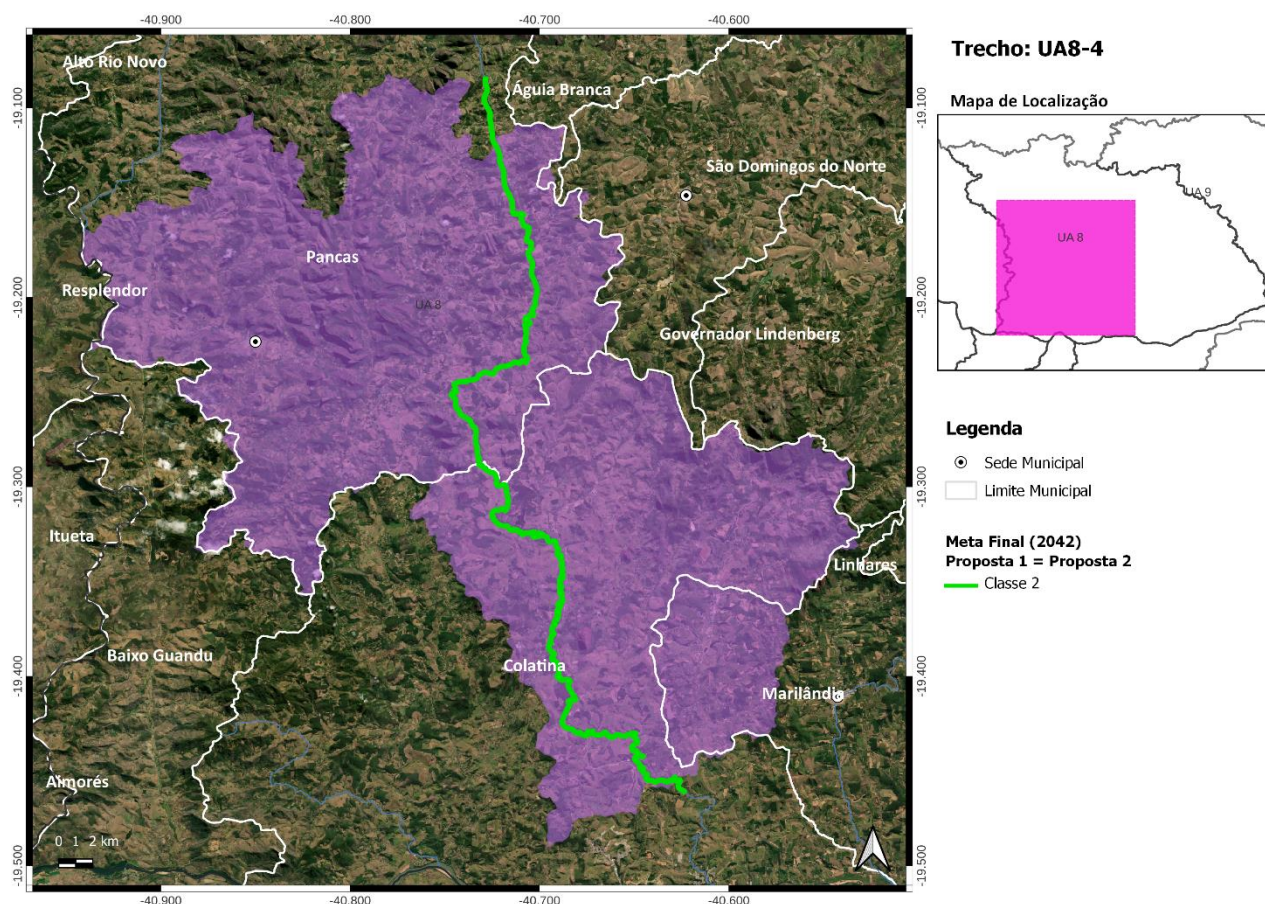 -40.900
-40.800
-40.700
-40.600
Trecho: UA8-4
Alto Rio Novo
Águia Branca
-19.100
-19.100
Mapa de Localização
São Domingos do Norte
UA 9
UA 8
Pancas
Resplendor
UA 8
-19.200
-19.200
Governador Lindenberg
Legenda
Sede Municipal
Limite Municipal
-19.300
-19.300
Itueta
Linhares
Meta Final (2042)
Proposta 1 = Proposta 2
Classe 2
Baixo Guandu
Colatina
-19.400
-19.400
Marilândia
Aimorés
0 1 2 km
-19.500
-19.500
-40.900
-40.800
-40.700
-40.600